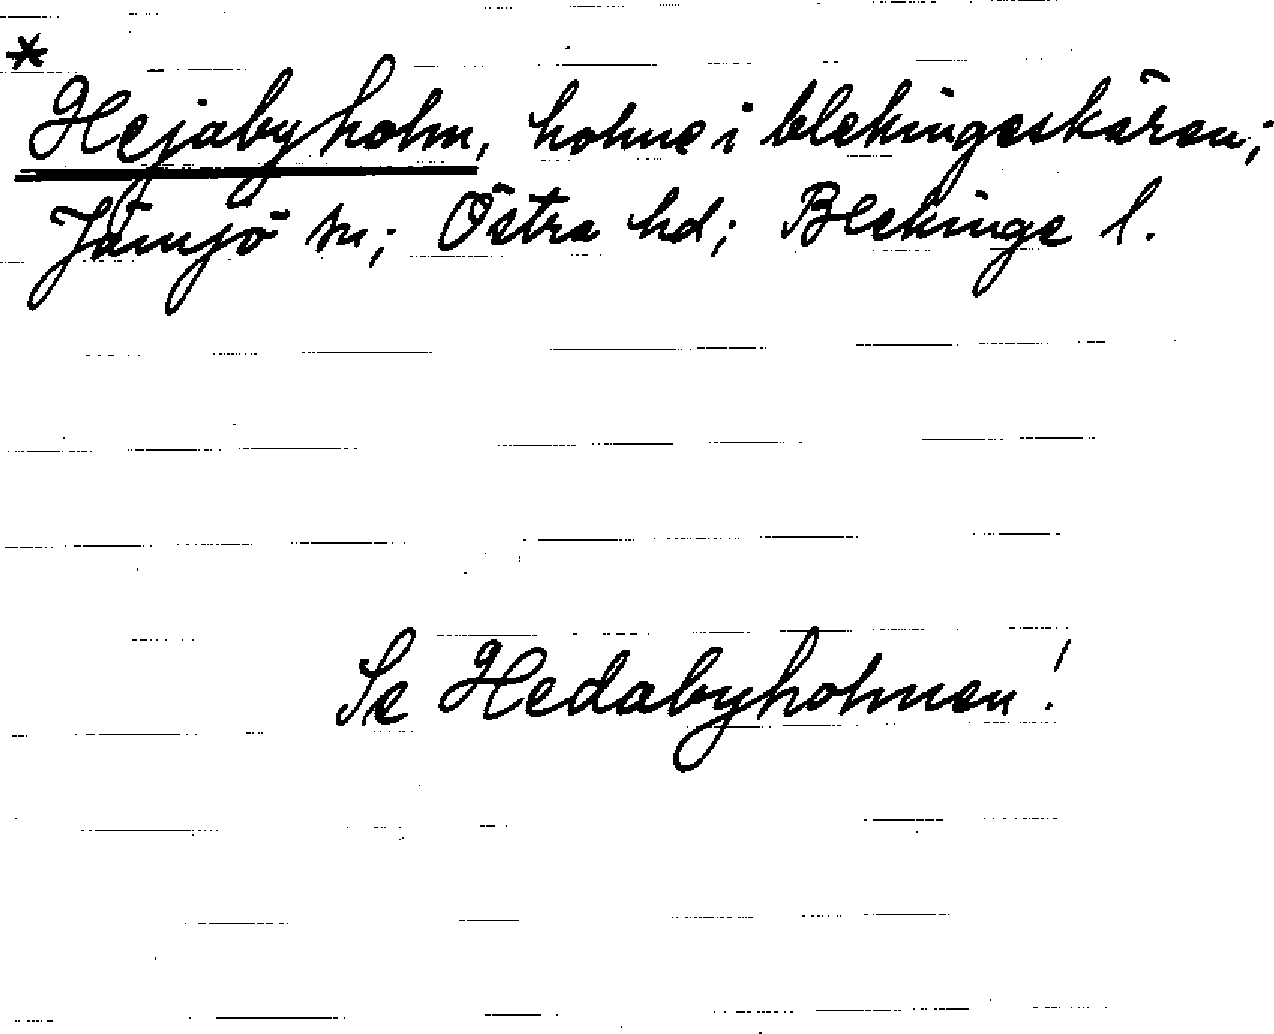 *
Hejabyholm, holme i blekingeskären;
Jämjö sn; Östra hd; Blekinge l.
Se Hedabyholmen!